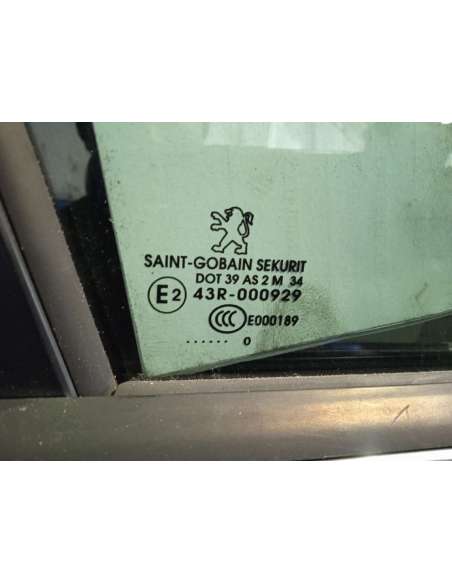 SAINT-GOBAIN SEKURIT
DOT 39 AS 2 M 34
E2 43R-000929
CCC E000189
...... 0